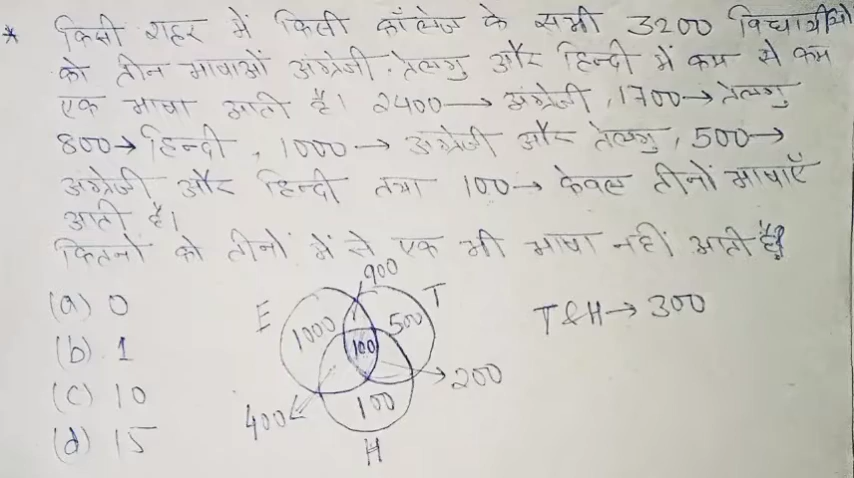 * किसी शहर में किसी कॉलेज के सभी 3200 विद्यार्थीओं
को तीन भाषाओं अंग्रेजी, तेलगु और हिन्दी में कम से कम
एक भाषा आती है। 2400→ अंग्रेजी, 1700→ तेलगु
800→ हिन्दी, 1000→ अंग्रेजी और तेलगु, 500→
अंग्रेजी और हिन्दी तथा 100→ केवल तीनों भाषाएँ
आती है।
कितनों को तीनों में से एक भी भाषा नहीं आती है?
(a) 0
(b) 1
(c) 10
(d) 15
900
E T
1000 500
100
400 200
100
H
T&H→ 300